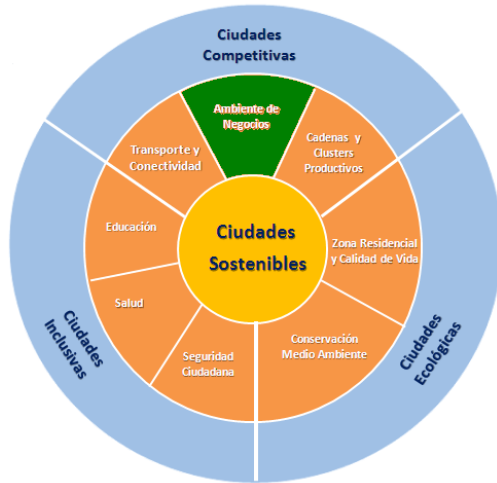 Ciudades
Competitivas
Ambiente de
Negocios
Transporte y
Conectividad
Cadenas y
Clusters
Productivos
Educación
Ciudades
Sostenibles
Zona Residencial
y Calidad de Vida
Salud
Seguridad
Ciudadana
Conservación
Medio Ambiente
Ciudades
Inclusivas
Ciudades
Ecológicas